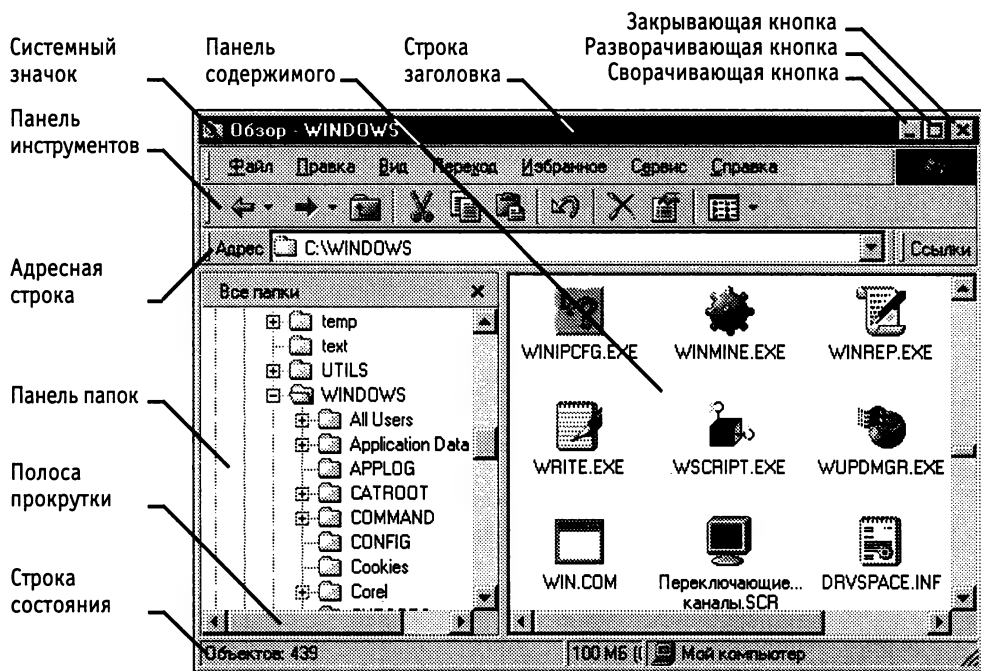 Закрывающая кнопка
Разворачивающая кнопка
Сворачивающая кнопка
Системный
значок
Панель
содержимого
Строка
заголовка
Панель
инструментов
Адресная
строка
Панель папок
Полоса
прокрутки
Строка
состояния
Обзор - WINDOWS
Файл Правка Вид Переход Избранное Сервис Справка
Адрес C:\WINDOWS Ссылки
Все папки
temp
text
UTILS
WINDOWS
All Users
Application Data
APPLOG
CATROOT
COMMAND
CONFIG
Cookies
Corel
WINIPCFG.EXE WINMINE.EXE WINREP.EXE
WRITE.EXE WSCRIPT.EXE WUPDMGR.EXE
WIN.COM Переключающие... DRVSPACE.INF
каналы.SCR
Объектов: 439 100 МБ (( Мой компьютер